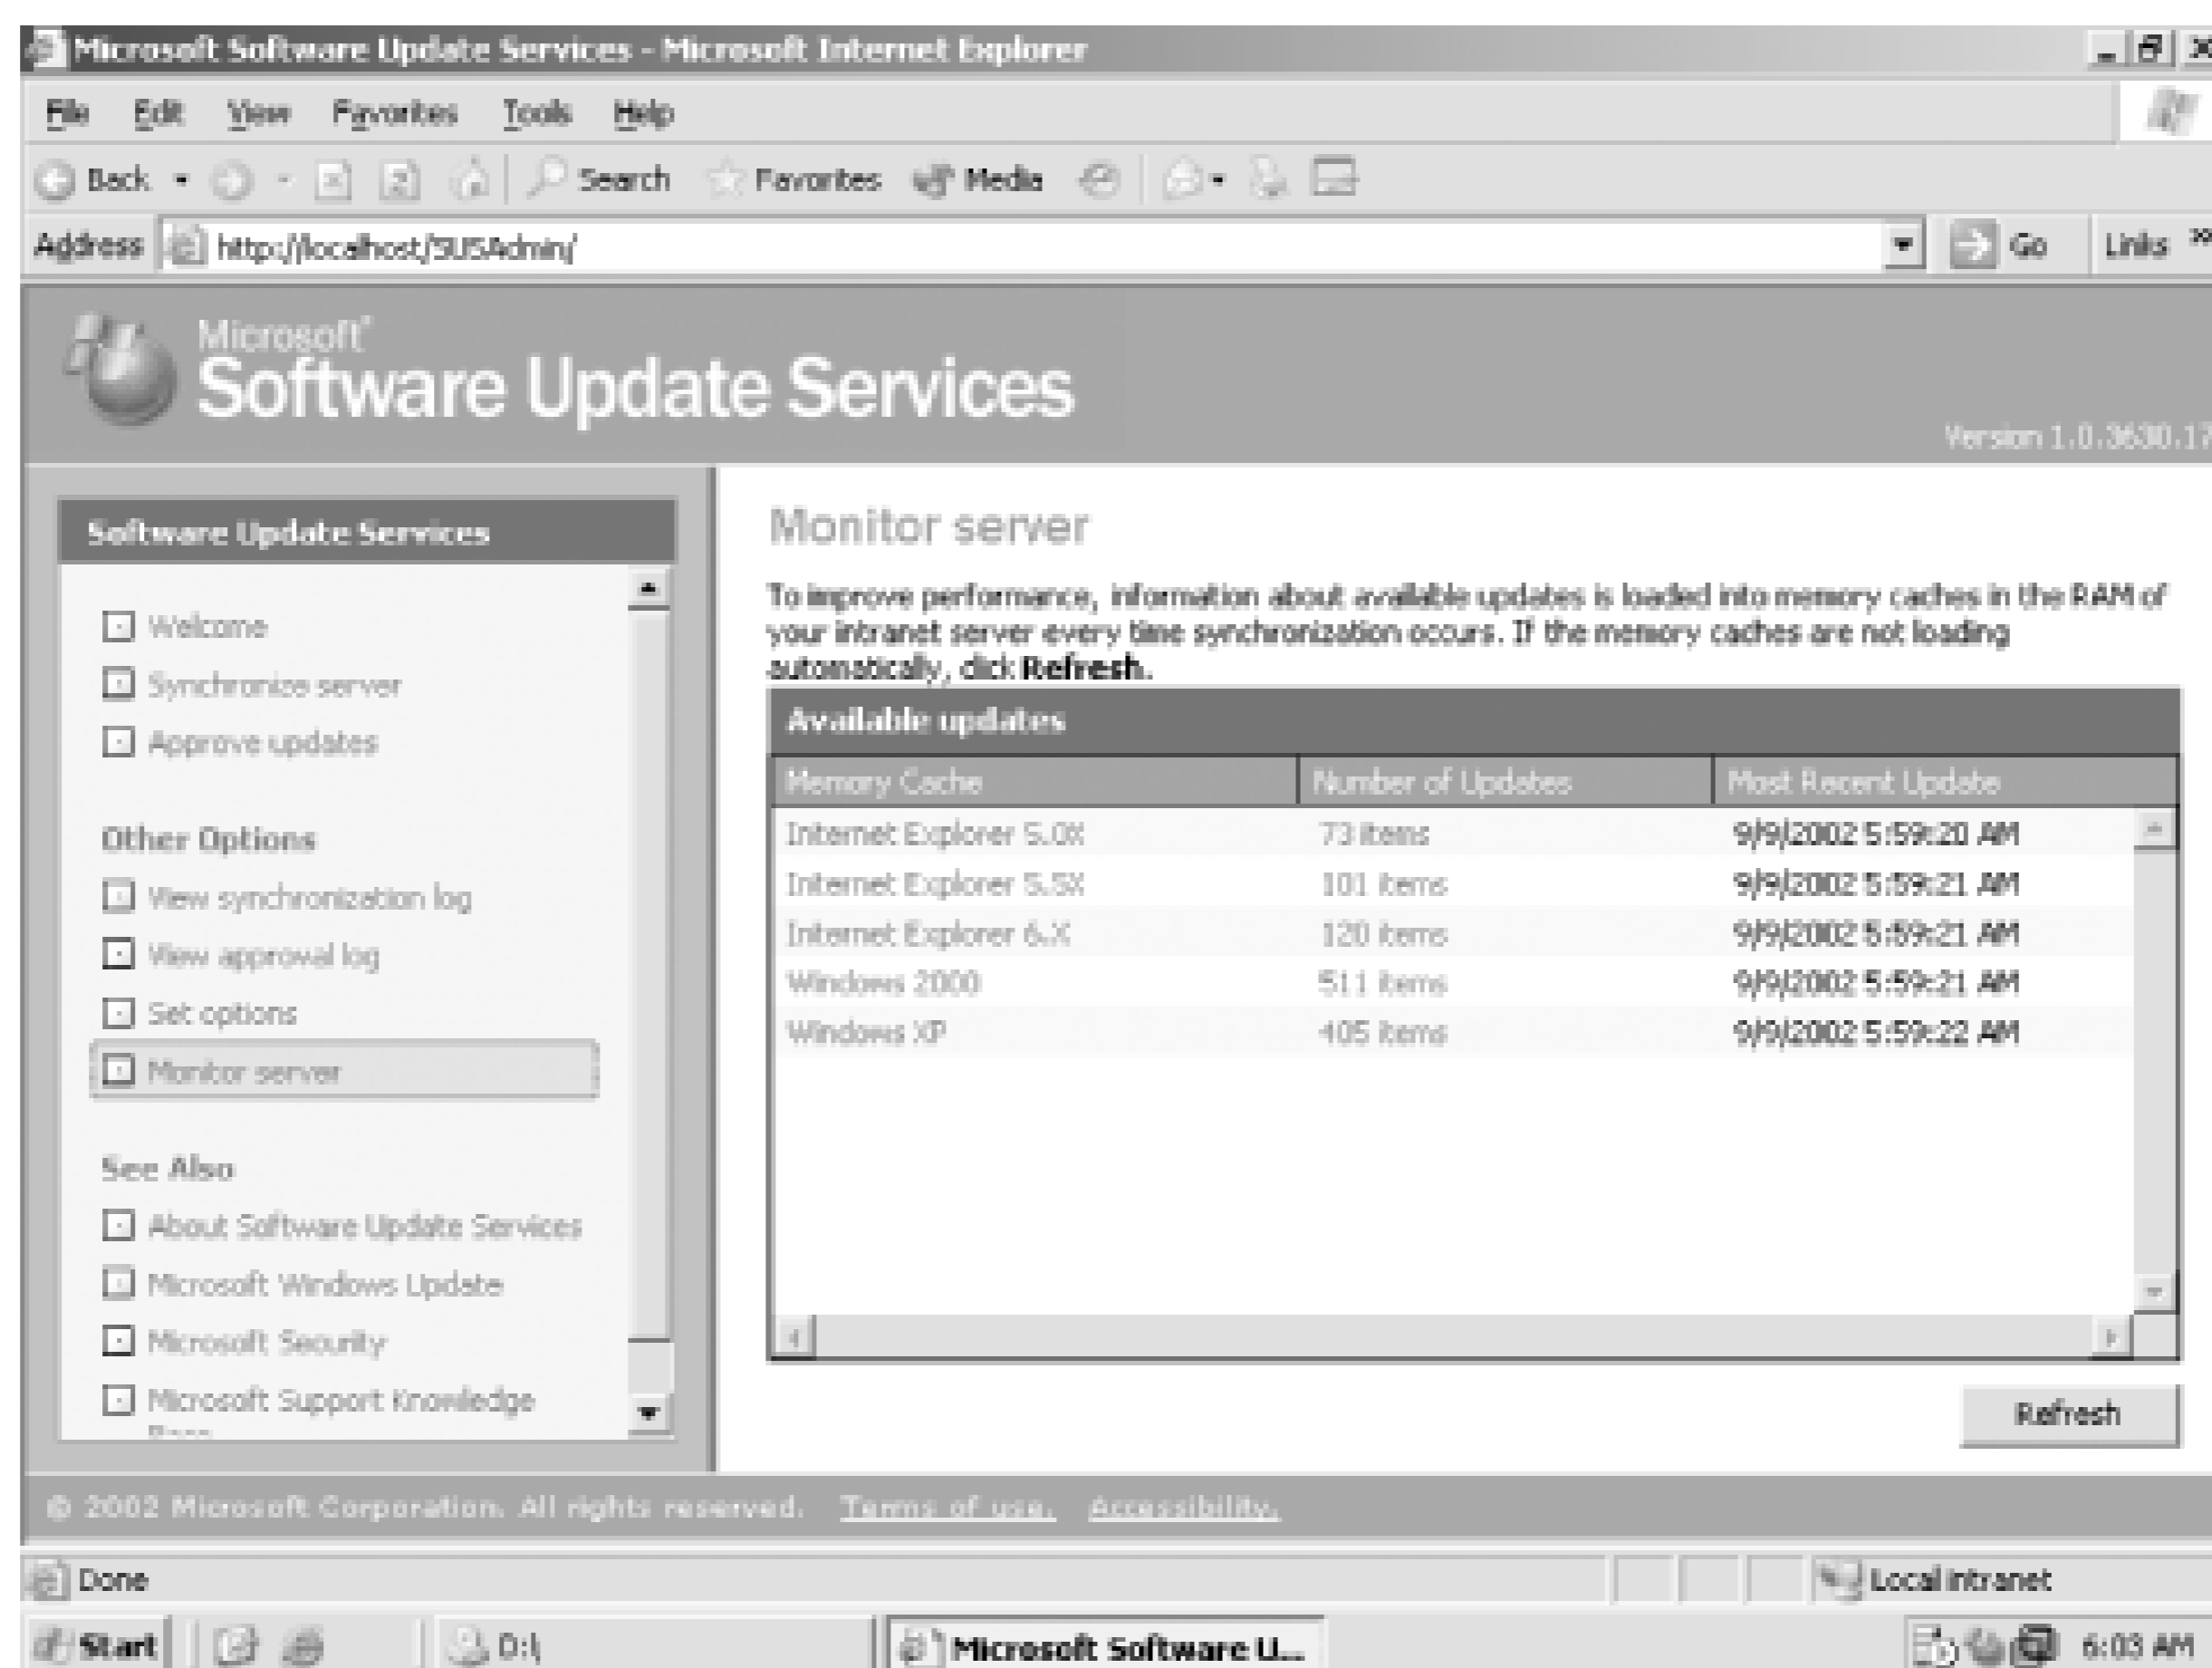 Microsoft Software Update Services - Microsoft Internet Explorer
File Edit View Favorites Tools Help
Back Search Favorites Media
Address http://localhost/SUSAdmin/ Go Links »
Microsoft
Software Update Services
Version 1.0.3630.17
Software Update Services
Welcome
Synchronize server
Approve updates
Other Options
View synchronization log
View approval log
Set options
Monitor server
See Also
About Software Update Services
Microsoft Windows Update
Microsoft Security
Microsoft Support Knowledge
Monitor server
To improve performance, information about available updates is loaded into memory caches in the RAM of
your intranet server every time synchronization occurs. If the memory caches are not loading
automatically, click Refresh.
Available updates
Memory Cache Number of Updates Most Recent Update
Internet Explorer 5.0X 73 items 9/9/2002 5:59:20 AM
Internet Explorer 5.5X 101 items 9/9/2002 5:59:21 AM
Internet Explorer 6.X 120 items 9/9/2002 5:59:21 AM
Windows 2000 511 items 9/9/2002 5:59:21 AM
Windows XP 405 items 9/9/2002 5:59:22 AM
Refresh
© 2002 Microsoft Corporation. All rights reserved. Terms of use. Accessibility.
Done Local intranet
Start D:\ Microsoft Software U... 6:03 AM